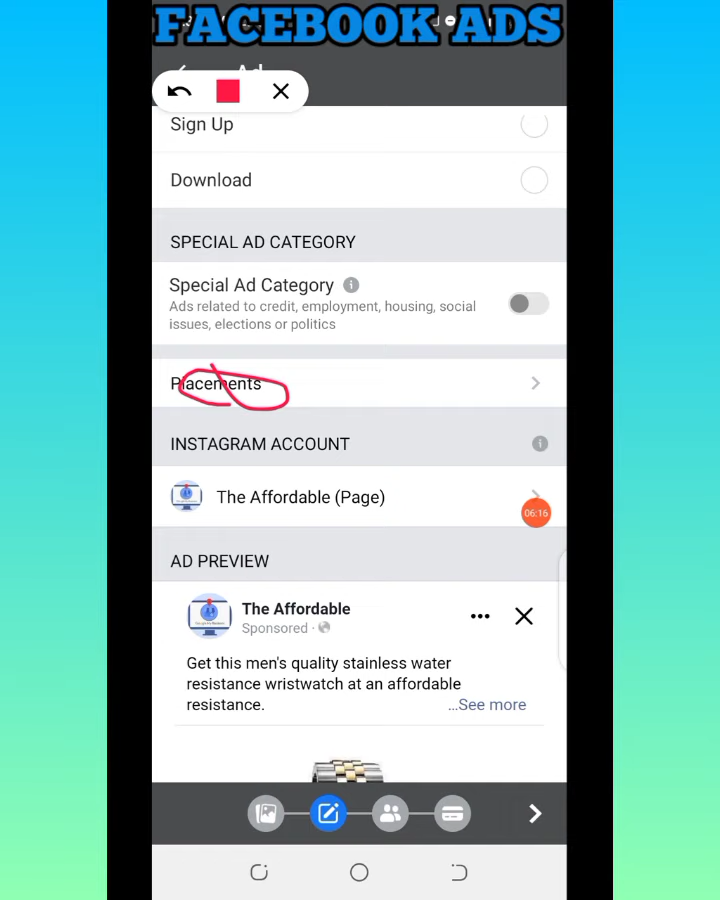 FACEBOOK ADS
Sign Up
Download
SPECIAL AD CATEGORY
Special Ad Category
Ads related to credit, employment, housing, social
issues, elections or politics
Placements
INSTAGRAM ACCOUNT
The Affordable (Page)
06:16
AD PREVIEW
The Affordable
Sponsored ·
Get this men's quality stainless water
resistance wristwatch at an affordable
resistance.
...See more